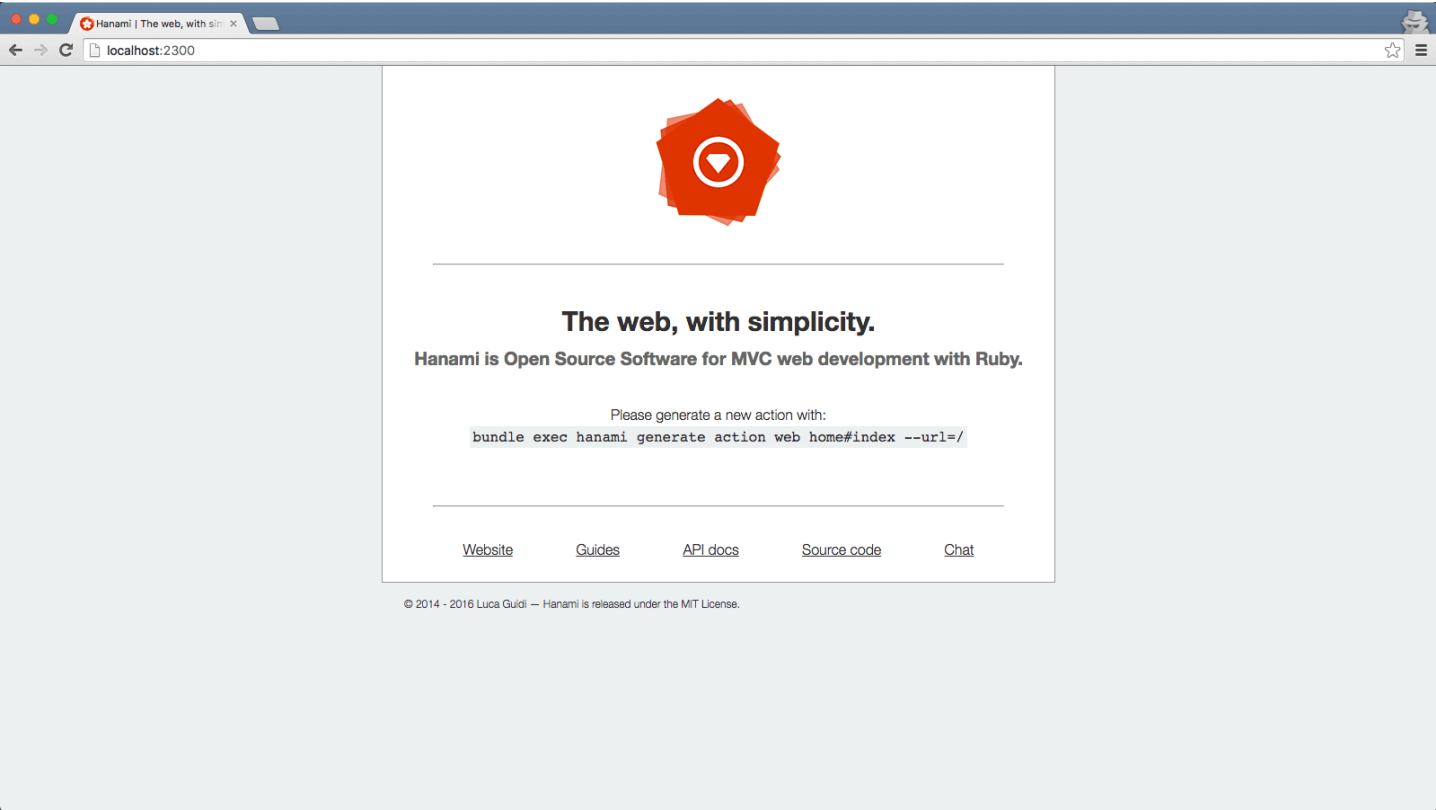 Hanami | The web, with sim
localhost:2300
The web, with simplicity.
Hanami is Open Source Software for MVC web development with Ruby.
Please generate a new action with:
bundle exec hanami generate action web home#index --url=/
Website Guides API docs Source code Chat
© 2014 - 2016 Luca Guidi — Hanami is released under the MIT License.